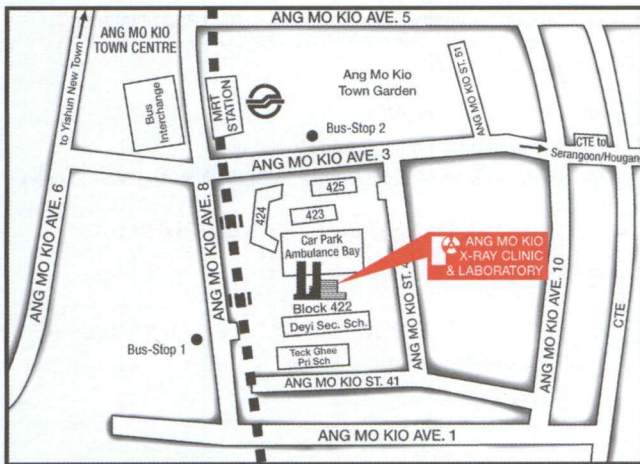 ANG MO KIO AVE. 5
ANG MO KIO
TOWN CENTRE
to Yishun New Town
Bus
Interchange
MRT
STATION
Ang Mo Kio
Town Garden
ANG MO KIO ST. 51
Bus-Stop 2
CTE to
Serangoon/Hougang
ANG MO KIO AVE. 3
ANG MO KIO AVE. 6
ANG MO KIO AVE. 8
425
424
423
Car Park
Ambulance Bay
ANG MO KIO
X-RAY CLINIC
& LABORATORY
ANG MO KIO ST. 4
ANG MO KIO AVE. 10
CTE
Block 422
Deyi Sec. Sch.
Bus-Stop 1
Teck Ghee
Pri Sch
ANG MO KIO ST. 41
ANG MO KIO AVE. 1